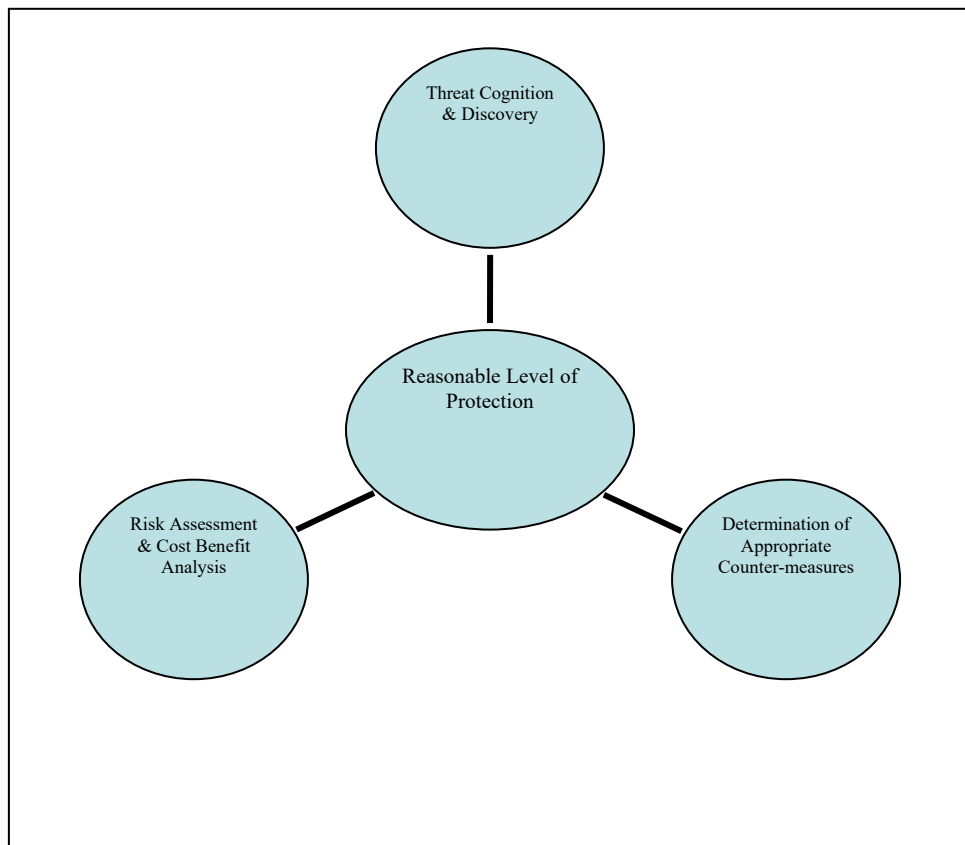 Threat Cognition
& Discovery
Reasonable Level of
Protection
Risk Assessment
& Cost Benefit
Analysis
Determination of
Appropriate
Counter-measures